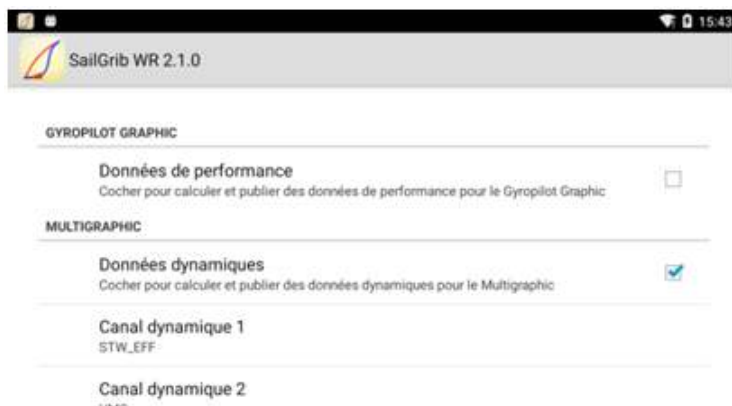 15:43
SailGrib WR 2.1.0
GYROPILOT GRAPHIC
Données de performance
Cocher pour calculer et publier des données de performance pour le Gyropilot Graphic
MULTIGRAPHIC
Données dynamiques
Cocher pour calculer et publier des données dynamiques pour le Multigraphic
Canal dynamique 1
STW_EFF
Canal dynamique 2